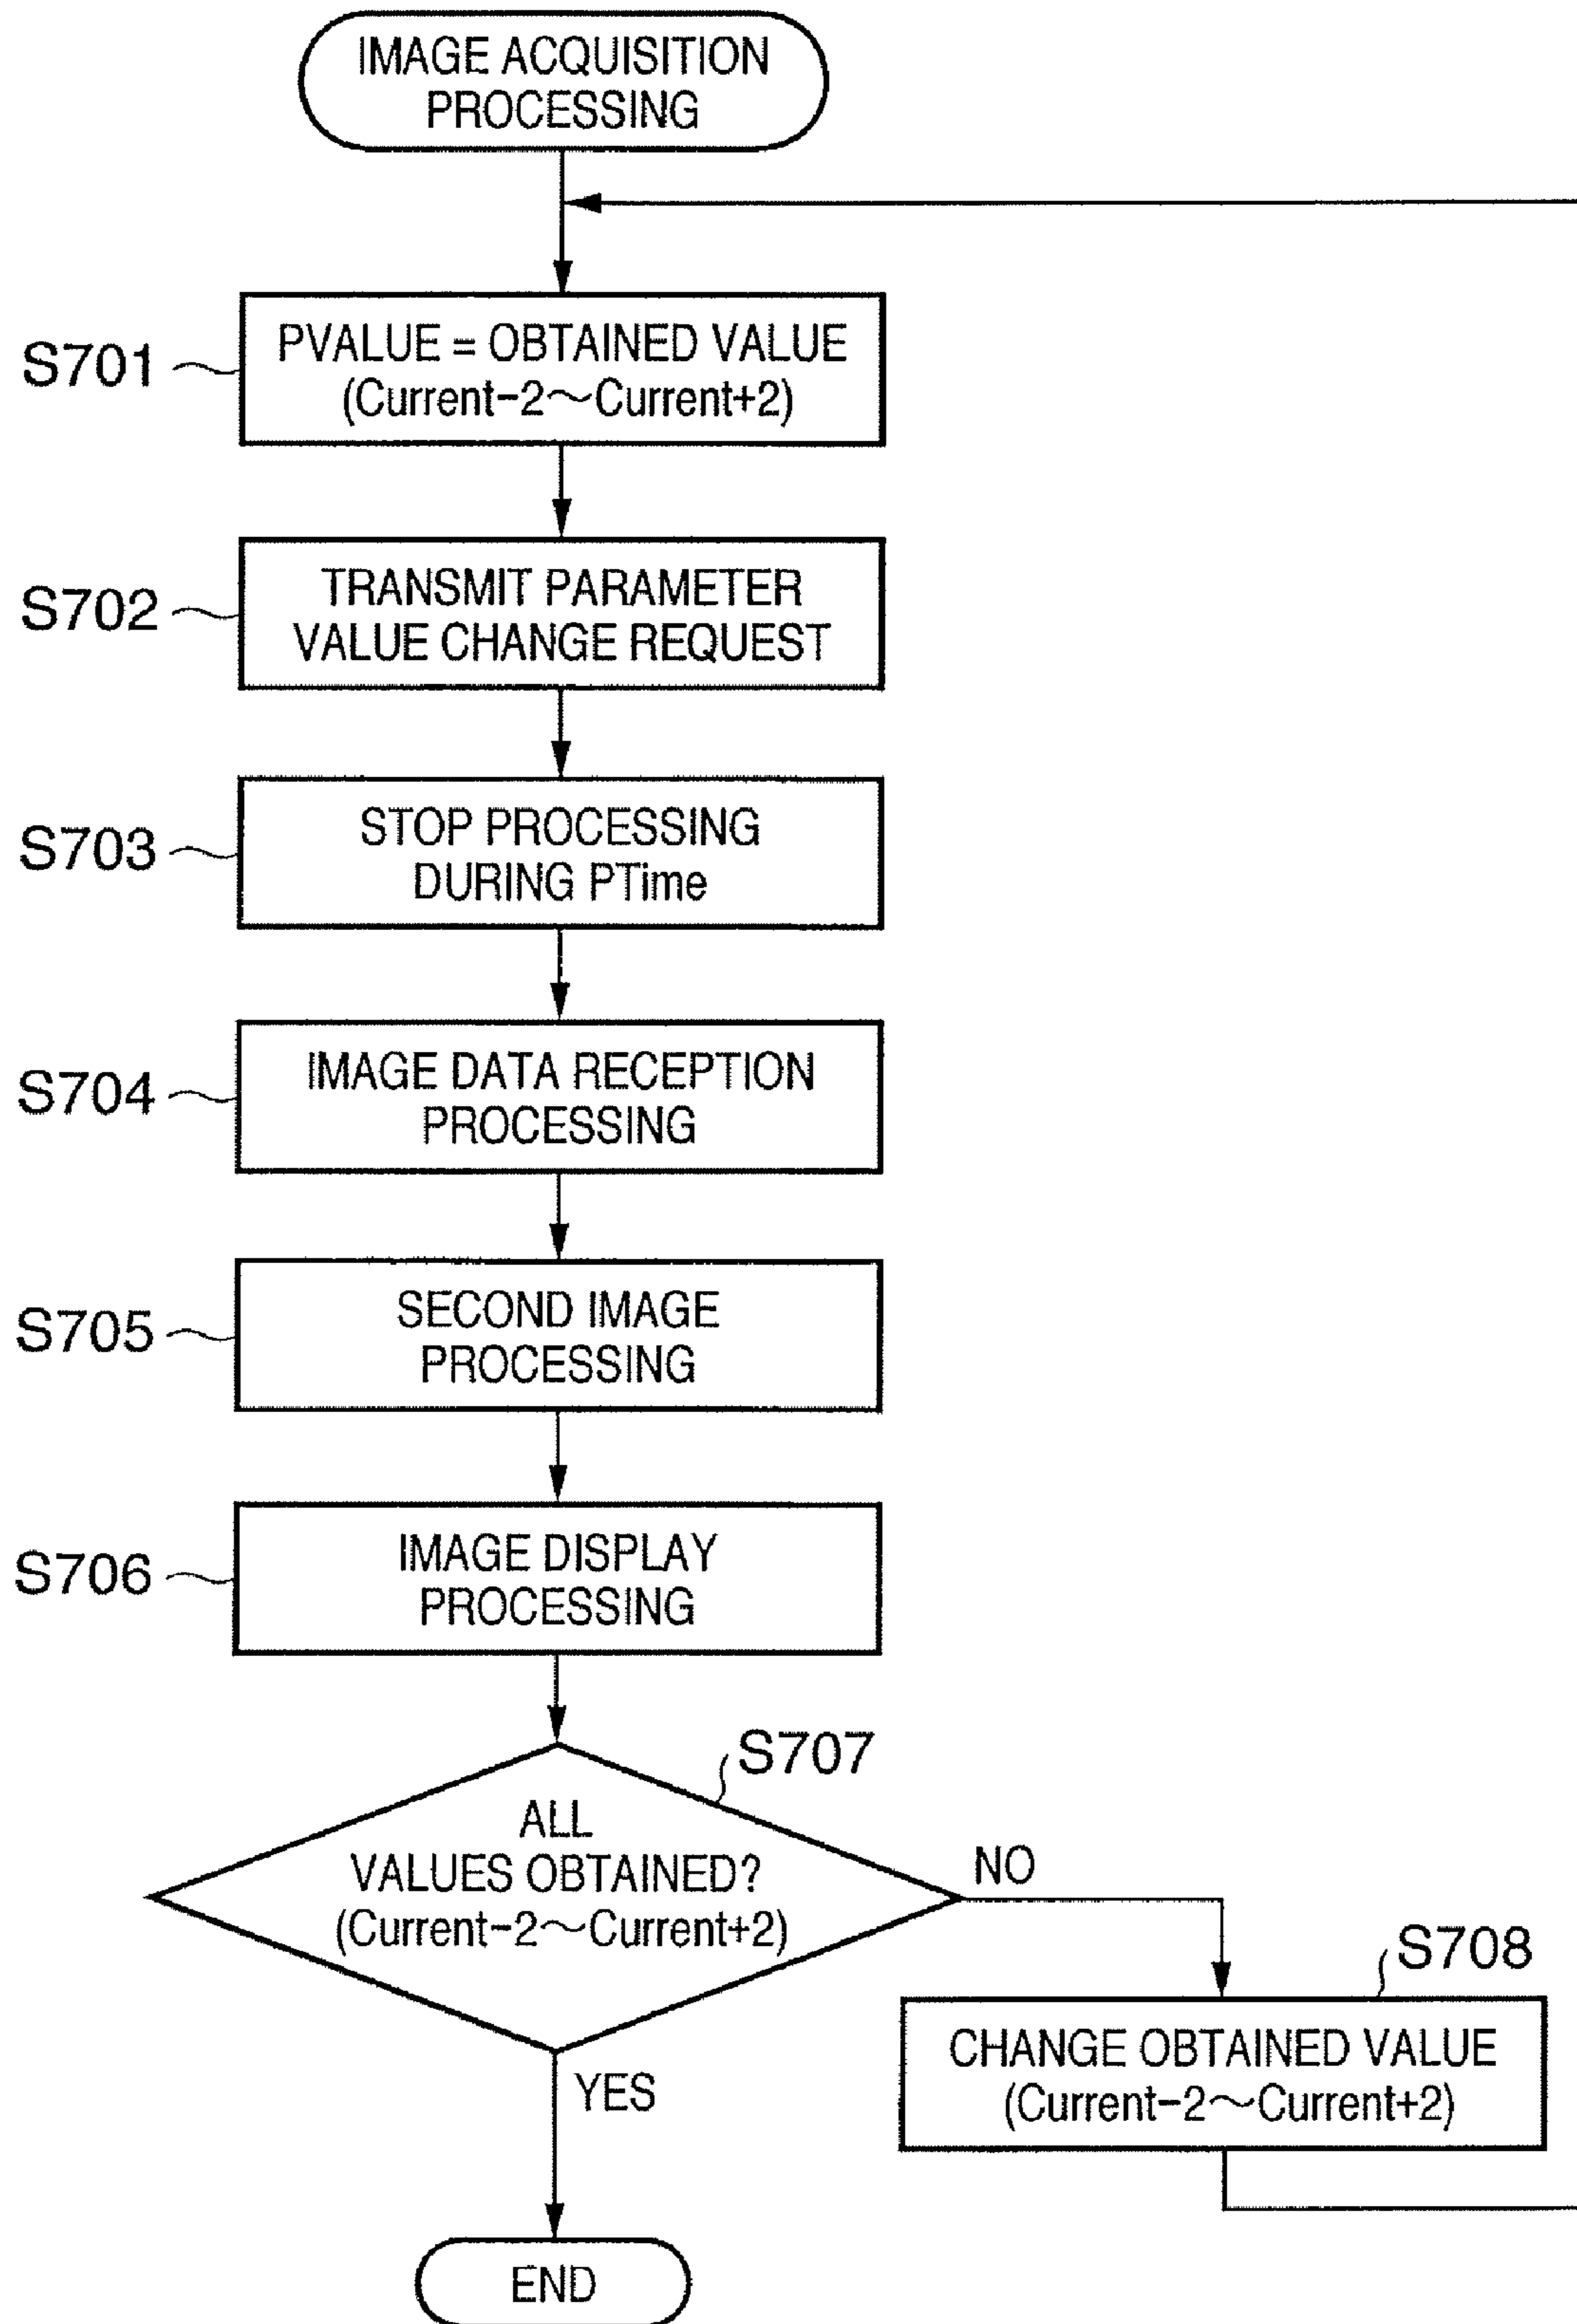 IMAGE ACQUISITION
PROCESSING
S701
PVALUE = OBTAINED VALUE
(Current-2～Current+2)
S702
TRANSMIT PARAMETER
VALUE CHANGE REQUEST
S703
STOP PROCESSING
DURING PTime
S704
IMAGE DATA RECEPTION
PROCESSING
S705
SECOND IMAGE
PROCESSING
S706
IMAGE DISPLAY
PROCESSING
S707
ALL
VALUES OBTAINED?
(Current-2～Current+2)
NO
S708
CHANGE OBTAINED VALUE
(Current-2～Current+2)
YES
END